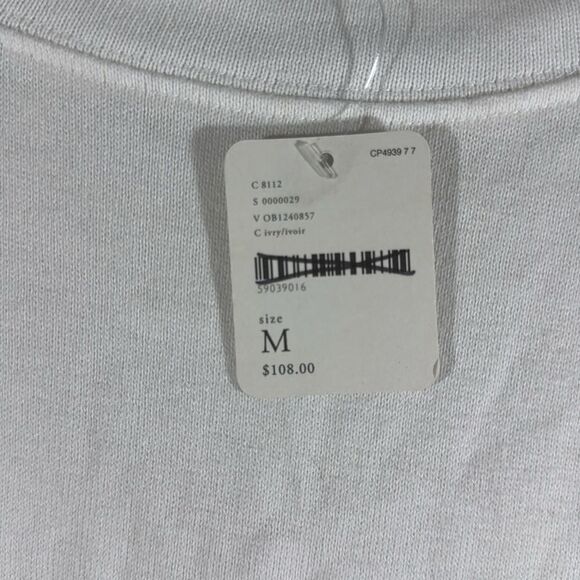 CP4939 7 7
C 8112
S 0000029
V OB1240857
C ivry/ivoir
59039016
size
M
$108.00